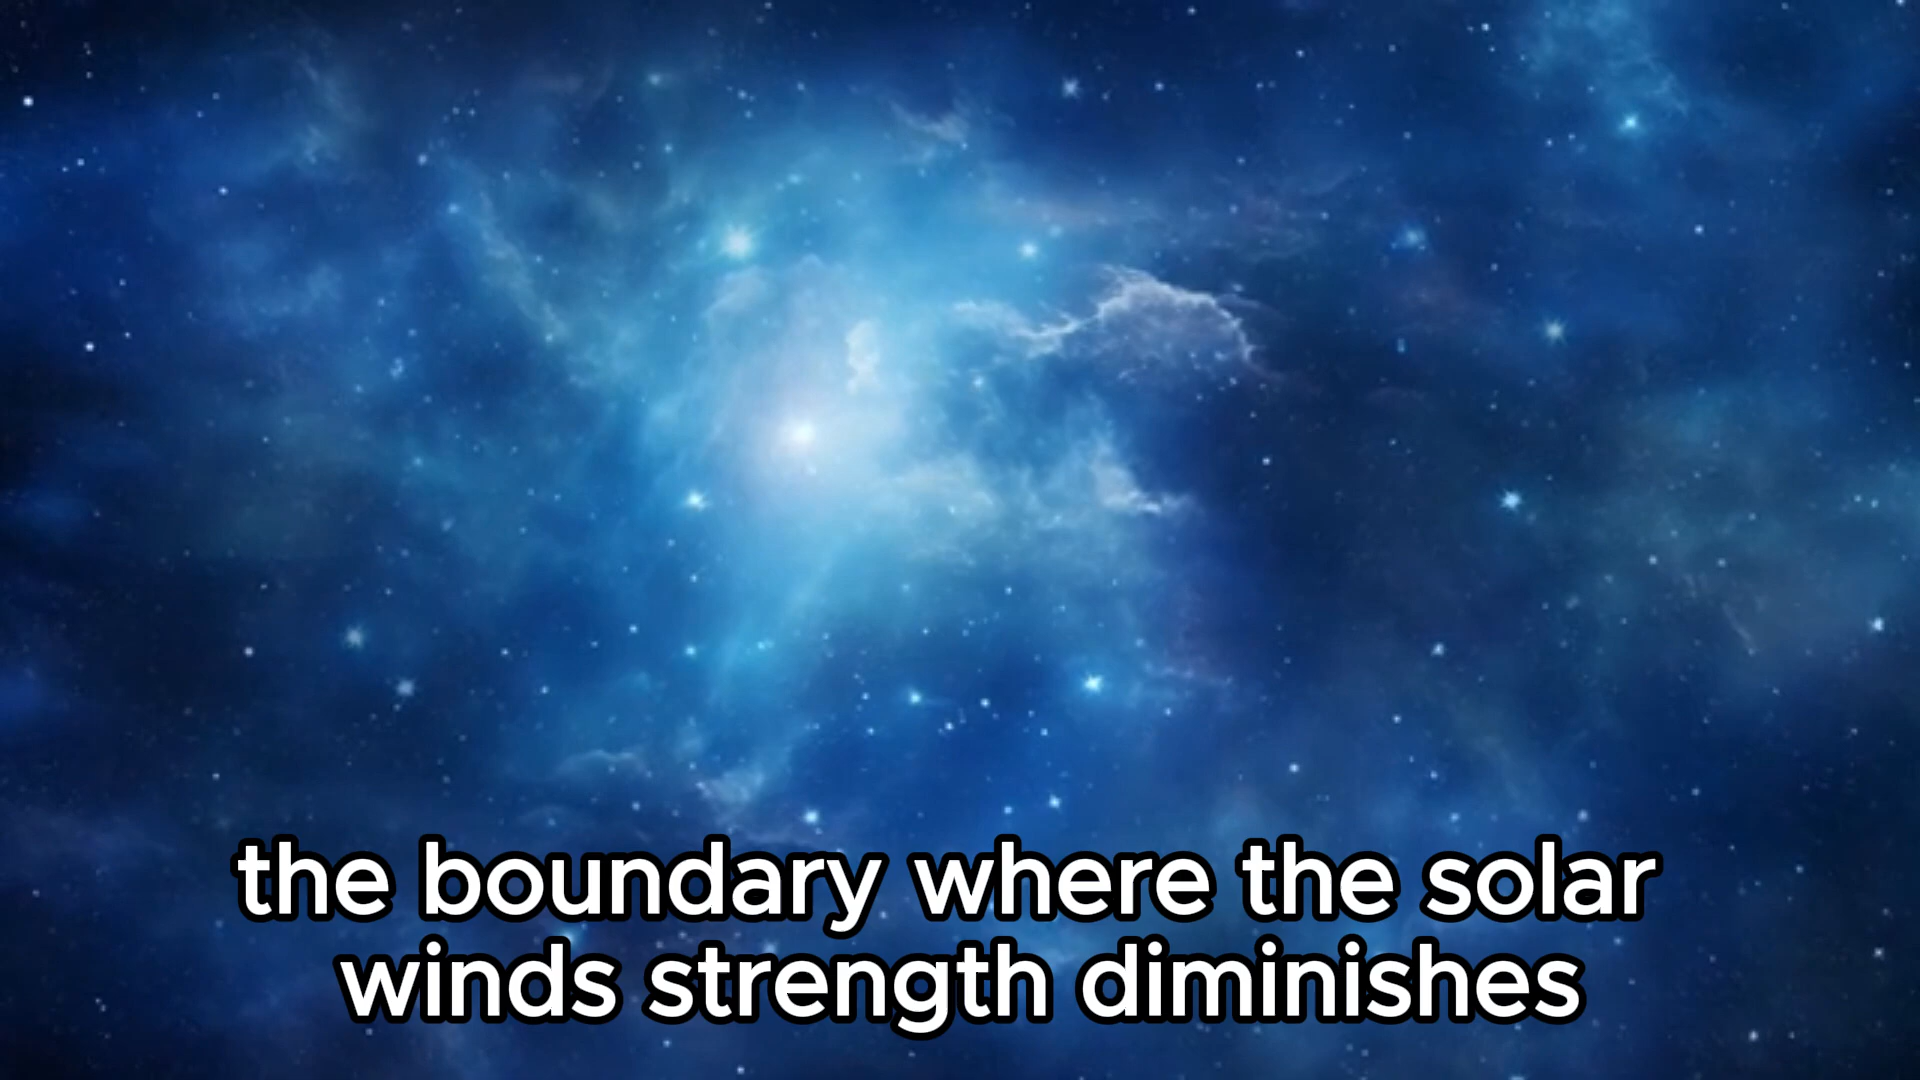 the boundary where the solar
winds strength diminishes